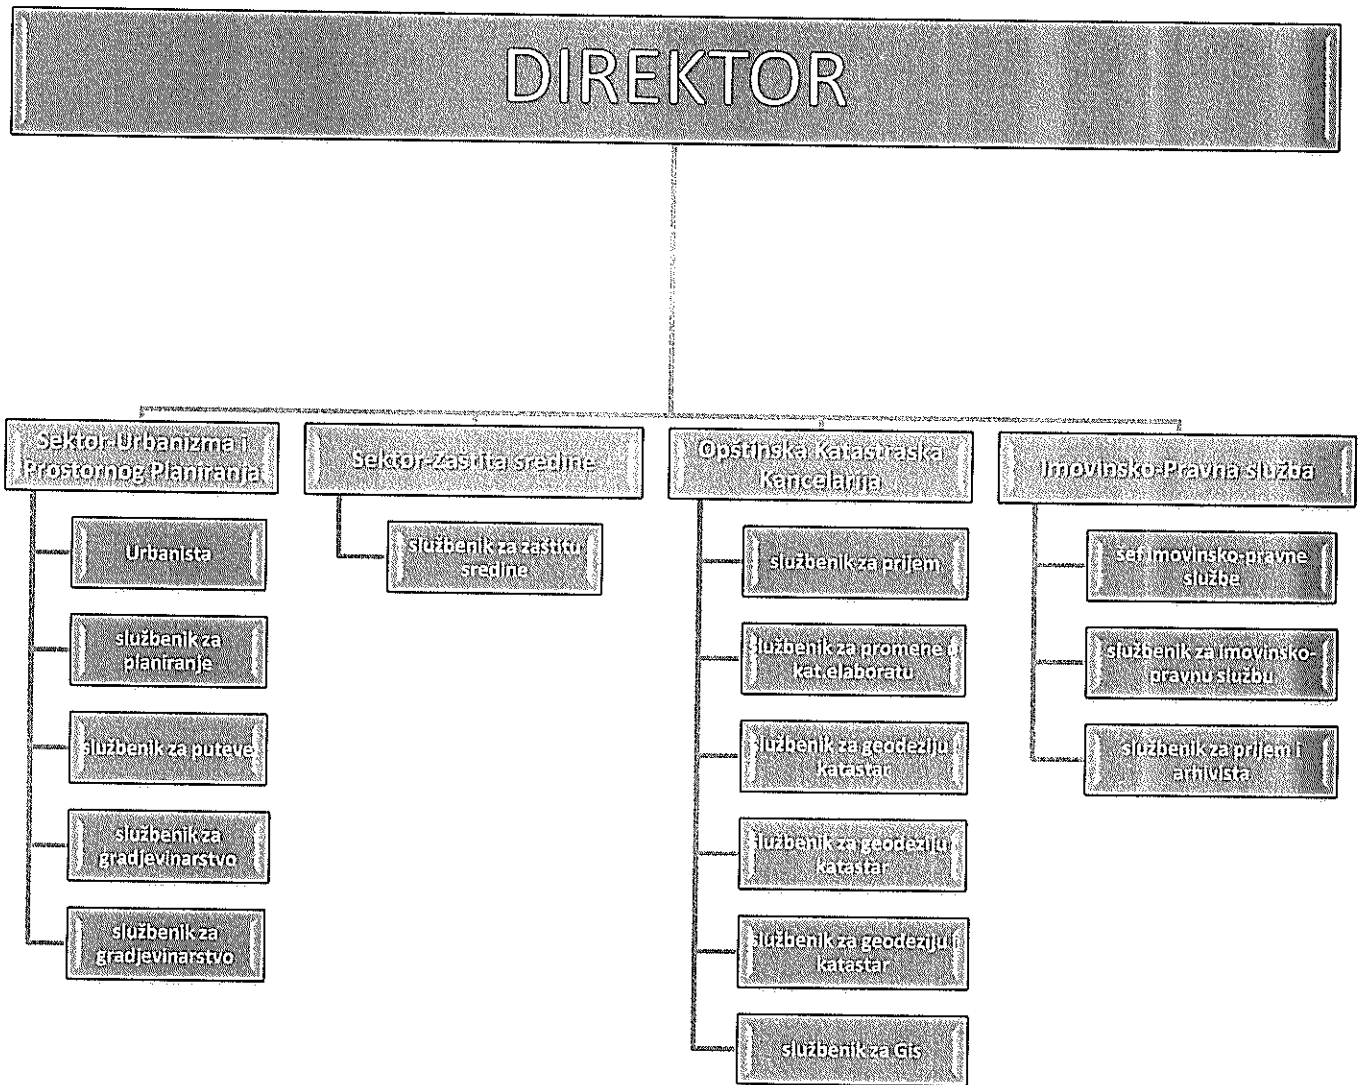 DIREKTOR
Sektor-Urbanizma i
Prostornog Planiranja
Urbanista
službenik za
planiranje
službenik za puteve
službenik za
gradjevinarstvo
službenik za
gradjevinarstvo
Sektor-Zaštita sredine
službenik za zaštitu
sredine
Opštinska Katastraska
Kancelarija
službenik za prijem
službenik za promene u
kat elaboratu
službenik za geodeziju i
katastar
službenik za geodeziju i
katastar
službenik za geodeziju i
katastar
službenik za Gis
Imovinsko-Pravna služba
šef imovinsko-pravne
službe
službenik za imovinsko-
pravnu službu
službenik za prijem i
arhivista